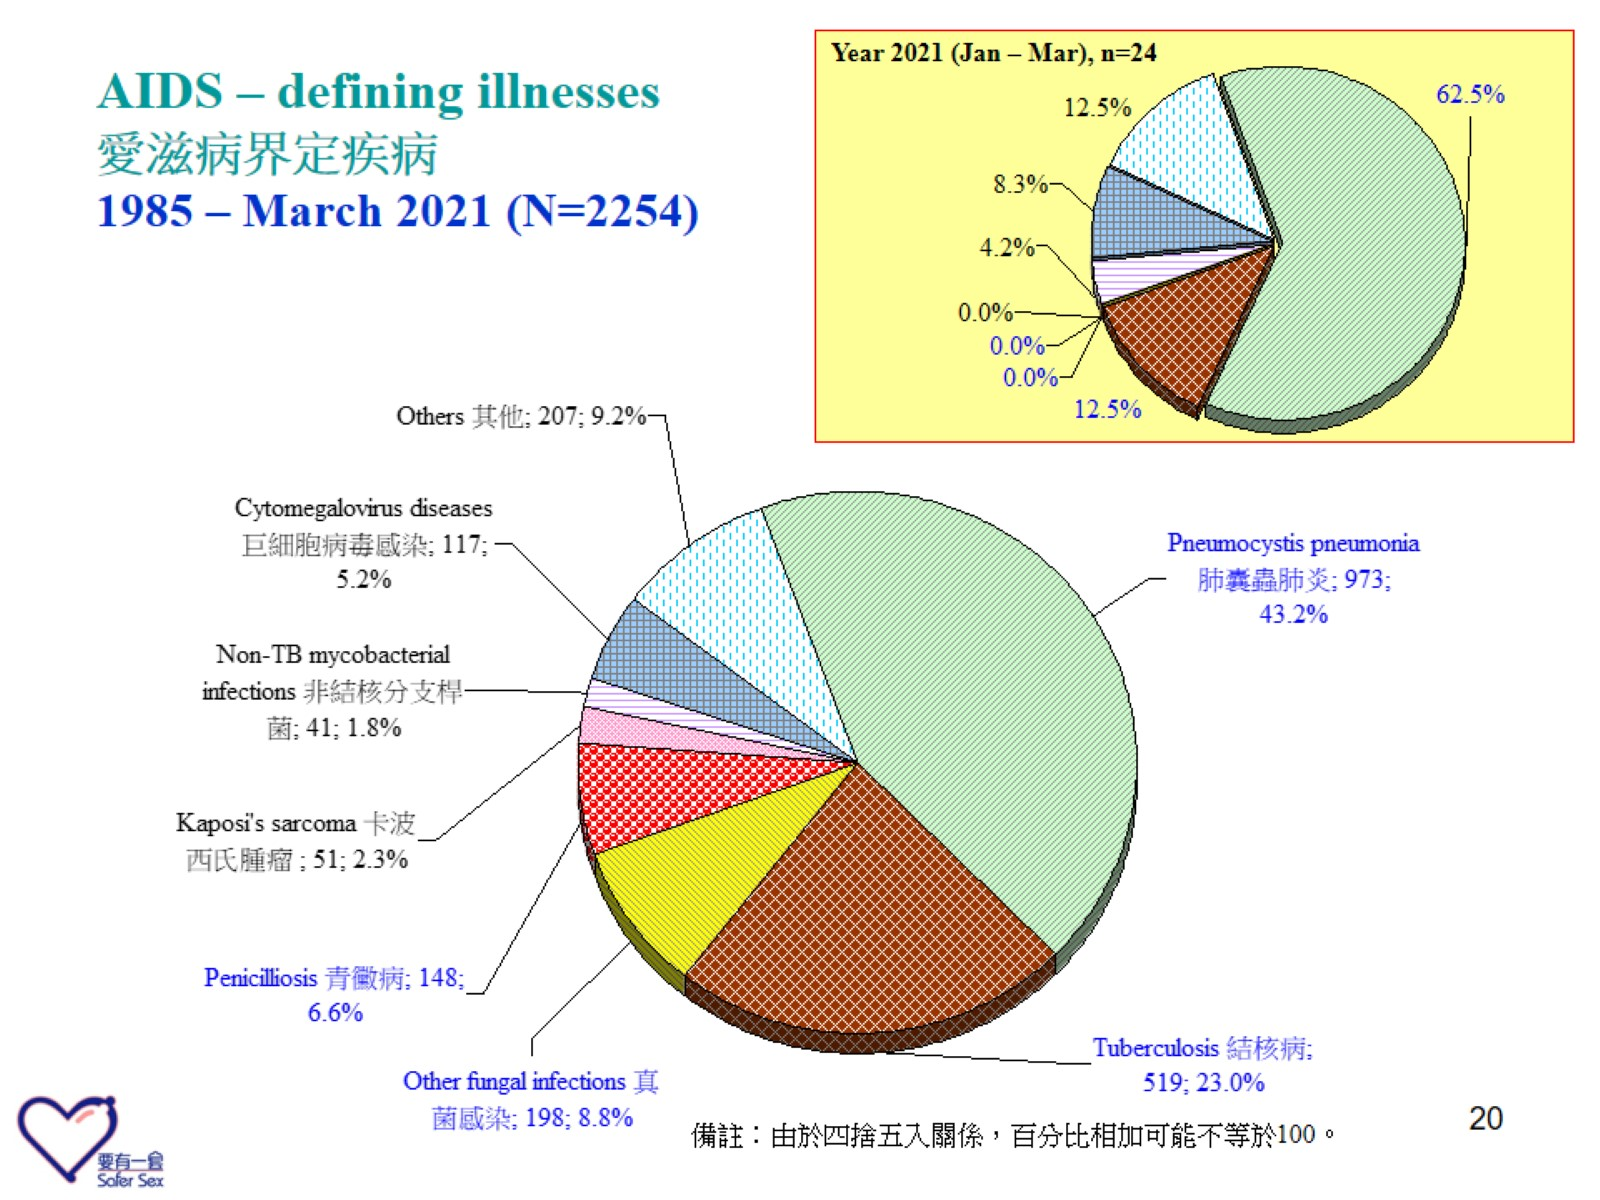 AIDS – defining illnesses
愛滋病界定疾病
1985 – March 2021 (N=2254)
Year 2021 (Jan – Mar), n=24
62.5%
12.5%
8.3%
4.2%
0.0%
0.0%
0.0%
12.5%
Others 其他; 207; 9.2%
Cytomegalovirus diseases
巨細胞病毒感染; 117;
5.2%
Non-TB mycobacterial
infections 非結核分支桿
菌; 41; 1.8%
Kaposi's sarcoma 卡波
西氏腫瘤 ; 51; 2.3%
Penicilliosis 青黴病; 148;
6.6%
Other fungal infections 真
菌感染; 198; 8.8%
Pneumocystis pneumonia
肺囊蟲肺炎; 973;
43.2%
Tuberculosis 結核病;
519; 23.0%
備註：由於四捨五入關係，百分比相加可能不等於100。
20
要有一套
Safer Sex